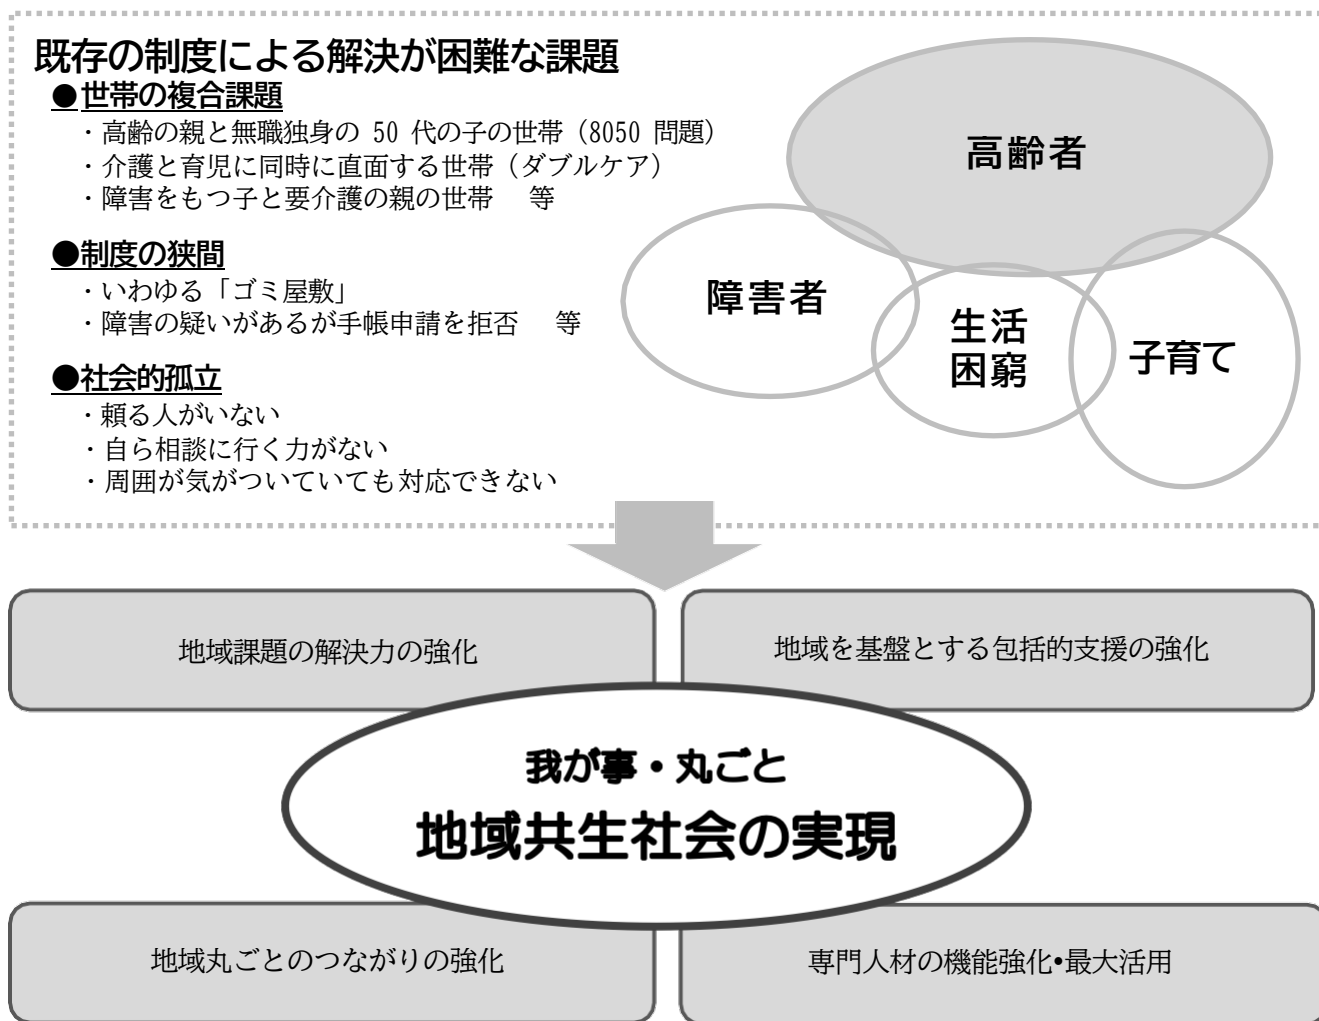 既存の制度による解決が困難な課題
●世帯の複合課題
・高齢の親と無職独身の 50 代の子の世帯（8050 問題）
・介護と育児に同時に直面する世帯（ダブルケア）
・障害をもつ子と要介護の親の世帯　等
●制度の狭間
・いわゆる「ゴミ屋敷」
・障害の疑いがあるが手帳申請を拒否　等
●社会的孤立
・頼る人がいない
・自ら相談に行く力がない
・周囲が気がついていても対応できない
高齢者
障害者
生活
困窮
子育て
地域課題の解決力の強化
地域を基盤とする包括的支援の強化
我が事・丸ごと
地域共生社会の実現
地域丸ごとのつながりの強化
専門人材の機能強化•最大活用